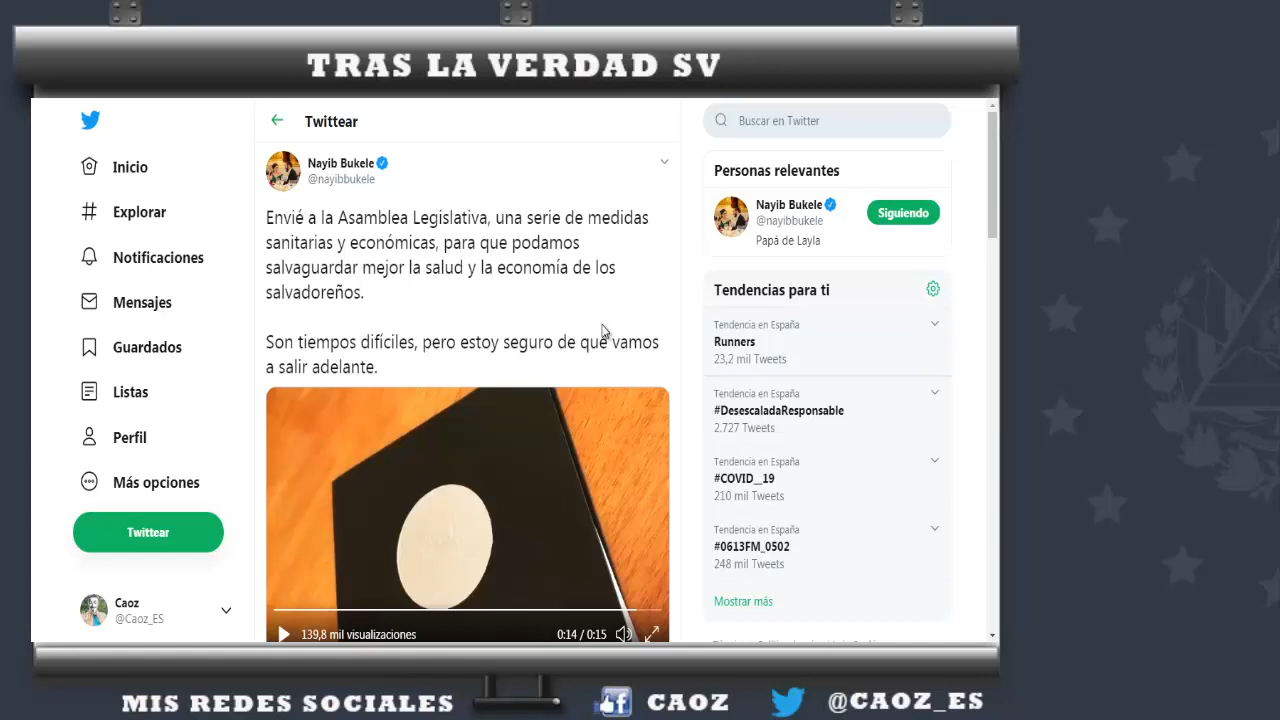 TRAS LA VERDAD SV
Inicio
Explorar
Notificaciones
Mensajes
Guardados
Listas
Perfil
Más opciones
Twittear
Caoz
@Caoz_ES
Twittear
Nayib Bukele
@nayibbukele
Envié a la Asamblea Legislativa, una serie de medidas
sanitarias y económicas, para que podamos
salvaguardar mejor la salud y la economía de los
salvadoreños.
Son tiempos difíciles, pero estoy seguro de que vamos
a salir adelante.
139,8 mil visualizaciones
0:14 / 0:15
Buscar en Twitter
Personas relevantes
Nayib Bukele
@nayibbukele
Siguiendo
Papá de Layla
Tendencias para ti
Tendencia en España
Runners
23,2 mil Tweets
Tendencia en España
#DesescaladaResponsable
2.727 Tweets
Tendencia en España
#COVID__19
210 mil Tweets
Tendencia en España
#0613FM_0502
248 mil Tweets
Mostrar más
MIS REDES SOCIALES
CAOZ
@CAOZ_ES